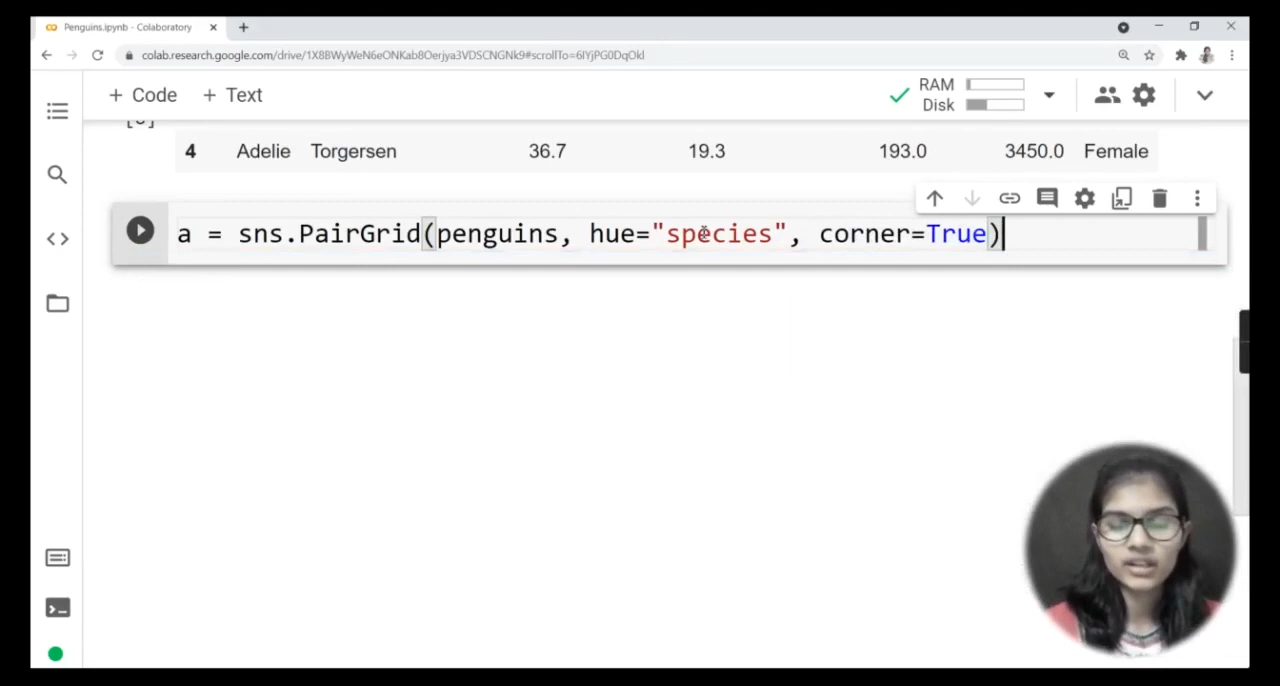 Penguins.ipynb - Colaboratory
colab.research.google.com/drive/1X8BWyWeN6eONKab8Oerjya3VDSCNGNk9#scrollTo=6IYjPG0DqOkI
+ Code + Text
RAM
Disk
4 Adelie Torgersen 36.7 19.3 193.0 3450.0 Female
a = sns.PairGrid(penguins, hue="species", corner=True)